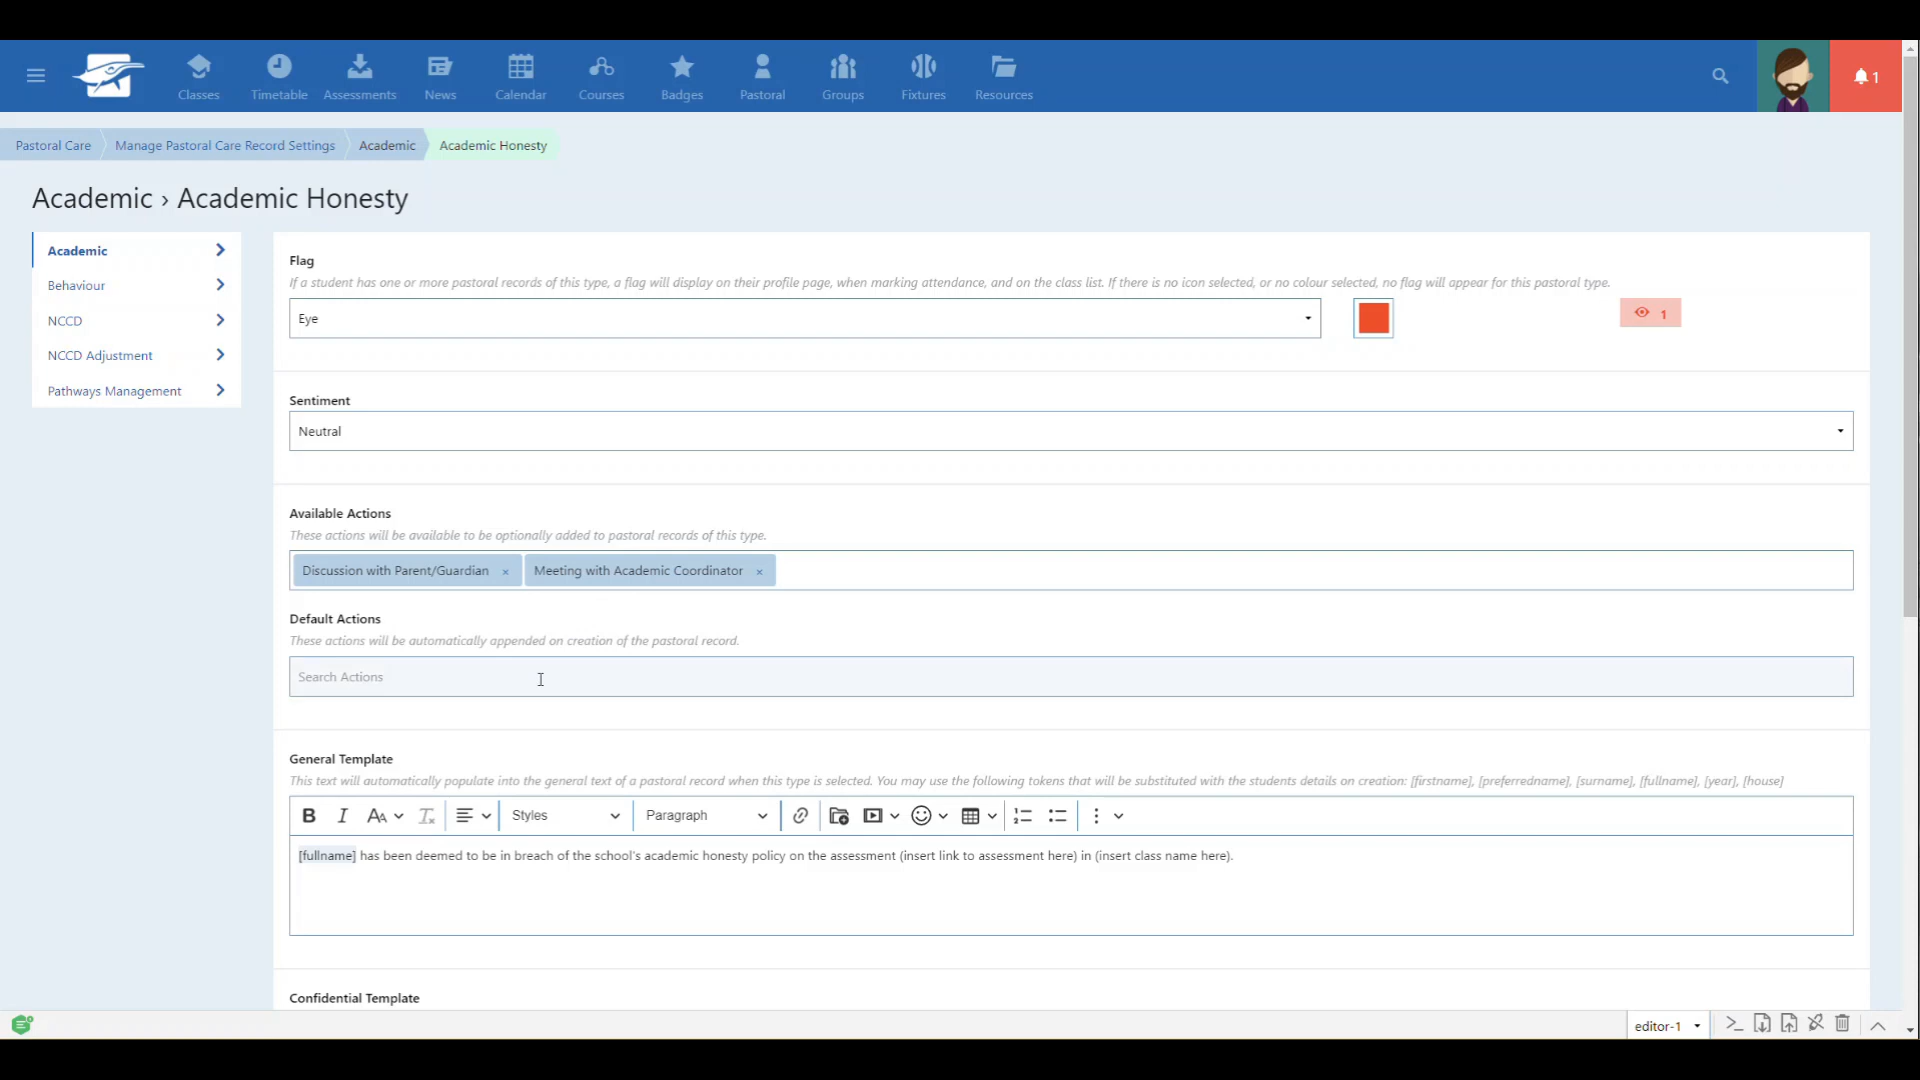 Classes Timetable Assessments News Calendar Courses Badges Pastoral Groups Fixtures Resources 1
Pastoral Care Manage Pastoral Care Record Settings Academic Academic Honesty
Academic › Academic Honesty
Academic
Behaviour
NCCD
NCCD Adjustment
Pathways Management
Flag
If a student has one or more pastoral records of this type, a flag will display on their profile page, when marking attendance, and on the class list. If there is no icon selected, or no colour selected, no flag will appear for this pastoral type.
Eye 1
Sentiment
Neutral
Available Actions
These actions will be available to be optionally added to pastoral records of this type.
Discussion with Parent/Guardian × Meeting with Academic Coordinator ×
Default Actions
These actions will be automatically appended on creation of the pastoral record.
Search Actions
General Template
This text will automatically populate into the general text of a pastoral record when this type is selected. You may use the following tokens that will be substituted with the students details on creation: [firstname], [preferredname], [surname], [fullname], [year], [house]
B I AA Tx Styles Paragraph
[fullname] has been deemed to be in breach of the school's academic honesty policy on the assessment (insert link to assessment here) in (insert class name here).
Confidential Template
editor-1